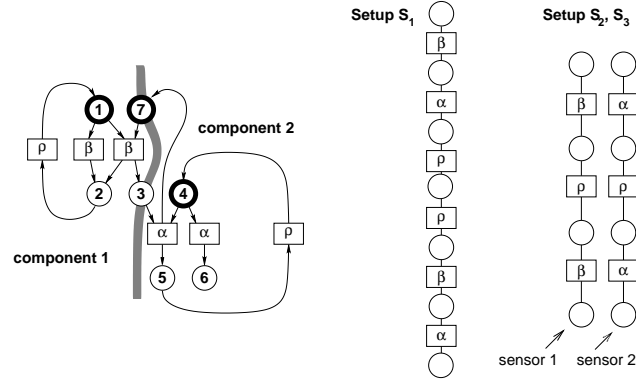 Setup S1
Setup S2, S3
β
α
ρ
ρ
β
α
β
ρ
β
α
ρ
α
sensor 1
sensor 2
1
7
component 2
ρ
β
β
2
3
4
α
α
ρ
component 1
5
6